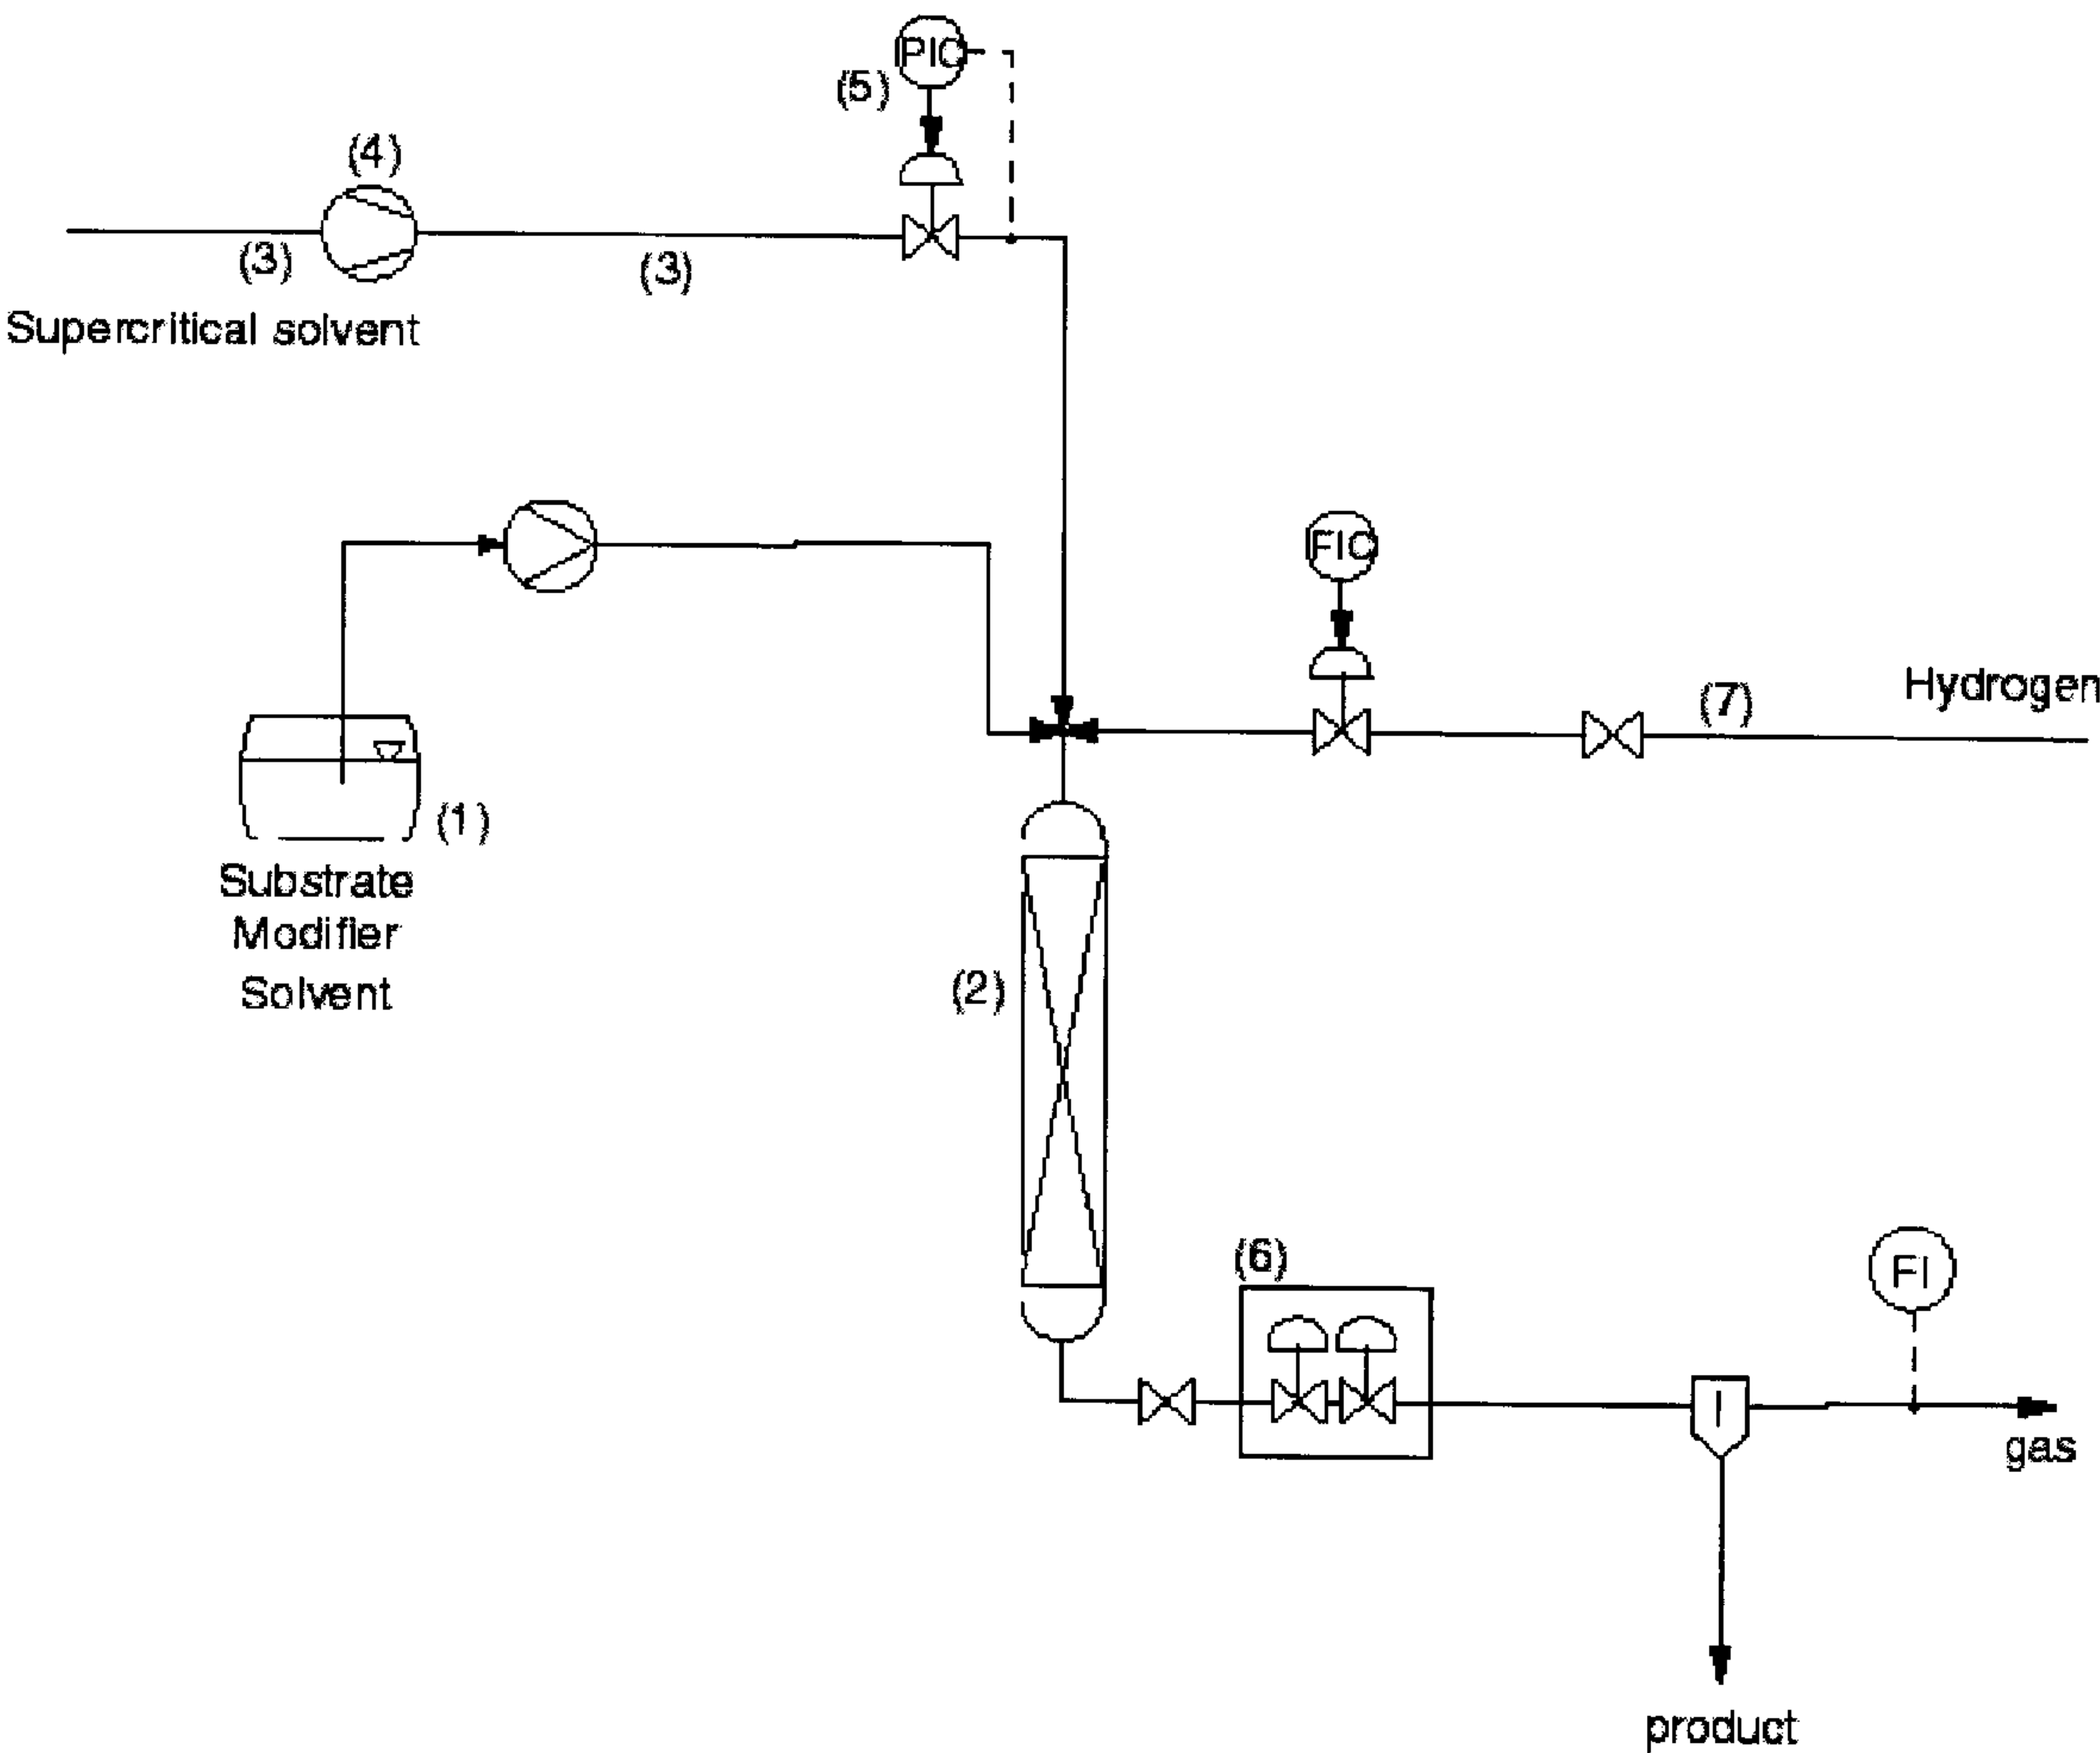 PIC
(5)
(4)
(3)
(3)
Supercritical solvent
FIC
Hydrogen
(7)
(1)
Substrate
Modifier
Solvent
(2)
(6)
FI
gas
product